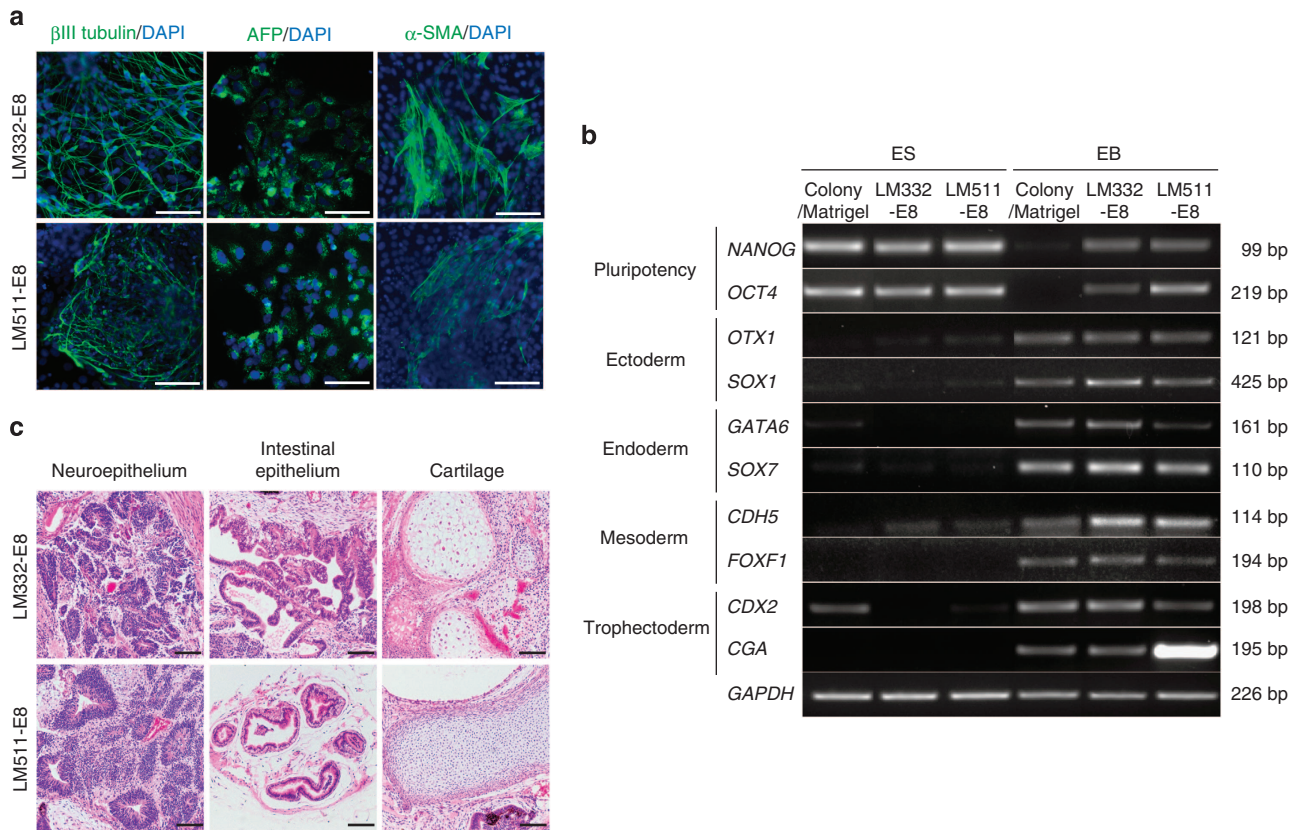 a
βIII tubulin/DAPI
AFP/DAPI
α-SMA/DAPI
LM332-E8
LM511-E8
b
ES
EB
Colony
/Matrigel
LM332
-E8
LM511
-E8
Colony
/Matrigel
LM332
-E8
LM511
-E8
Pluripotency
NANOG
99 bp
OCT4
219 bp
Ectoderm
OTX1
121 bp
SOX1
425 bp
Endoderm
GATA6
161 bp
SOX7
110 bp
Mesoderm
CDH5
114 bp
FOXF1
194 bp
Trophectoderm
CDX2
198 bp
CGA
195 bp
GAPDH
226 bp
c
Neuroepithelium
Intestinal
epithelium
Cartilage
LM332-E8
LM511-E8